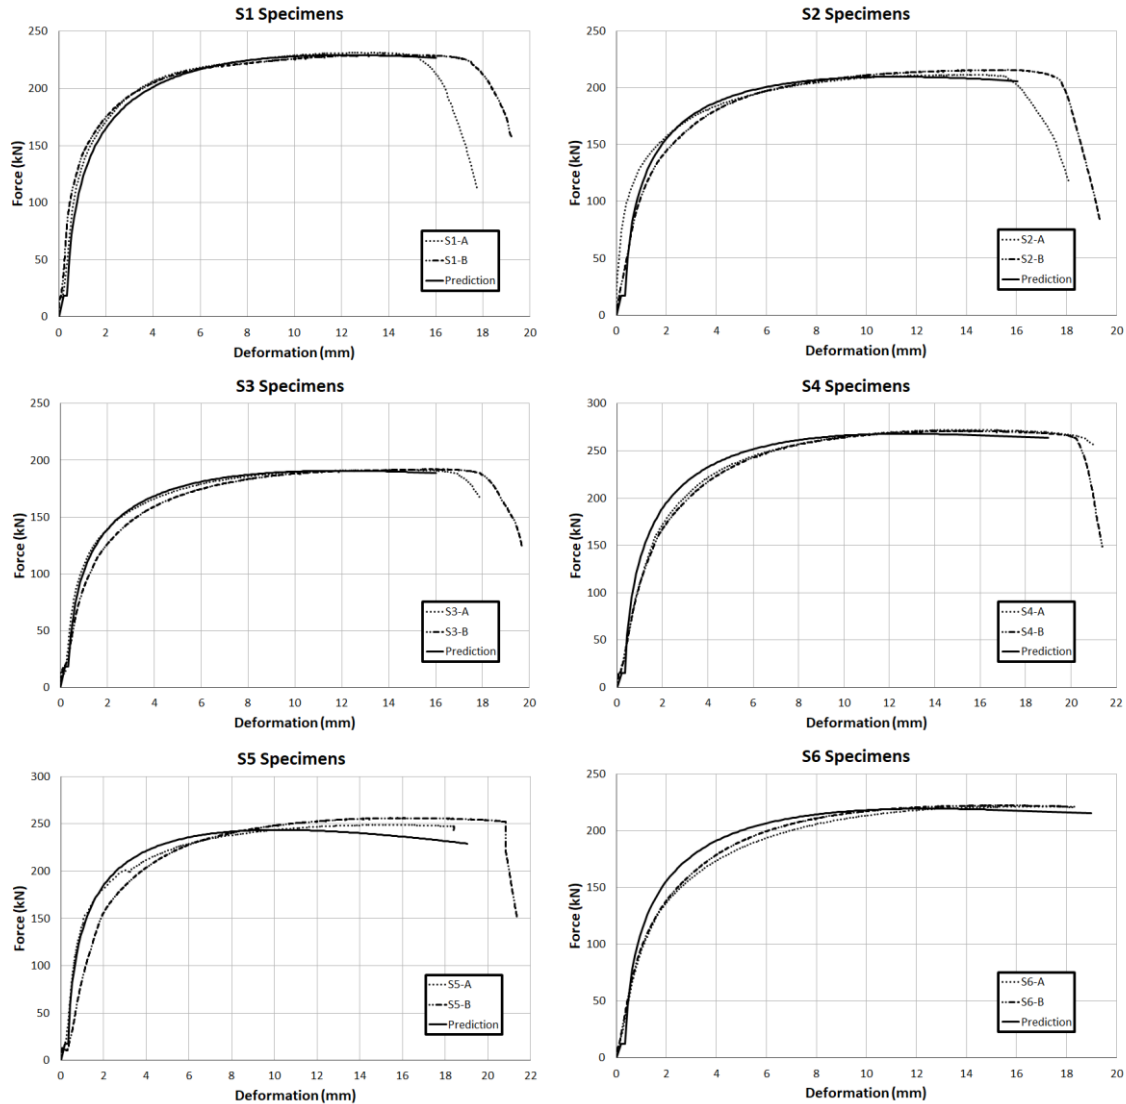 S1 Specimens
250
200
150
100
50
0
Force (kN)
S1-A
S1-B
Prediction
0 2 4 6 8 10 12 14 16 18 20
Deformation (mm)
S2 Specimens
250
200
150
100
50
0
Force (kN)
S2-A
S2-B
Prediction
0 2 4 6 8 10 12 14 16 18 20
Deformation (mm)
S3 Specimens
250
200
150
100
50
0
Force (kN)
S3-A
S3-B
Prediction
0 2 4 6 8 10 12 14 16 18 20
Deformation (mm)
S4 Specimens
300
250
200
150
100
50
0
Force (kN)
S4-A
S4-B
Prediction
0 2 4 6 8 10 12 14 16 18 20 22
Deformation (mm)
S5 Specimens
300
250
200
150
100
50
0
Force (kN)
S5-A
S5-B
Prediction
0 2 4 6 8 10 12 14 16 18 20 22
Deformation (mm)
S6 Specimens
250
200
150
100
50
0
Force (kN)
S6-A
S6-B
Prediction
0 2 4 6 8 10 12 14 16 18 20
Deformation (mm)